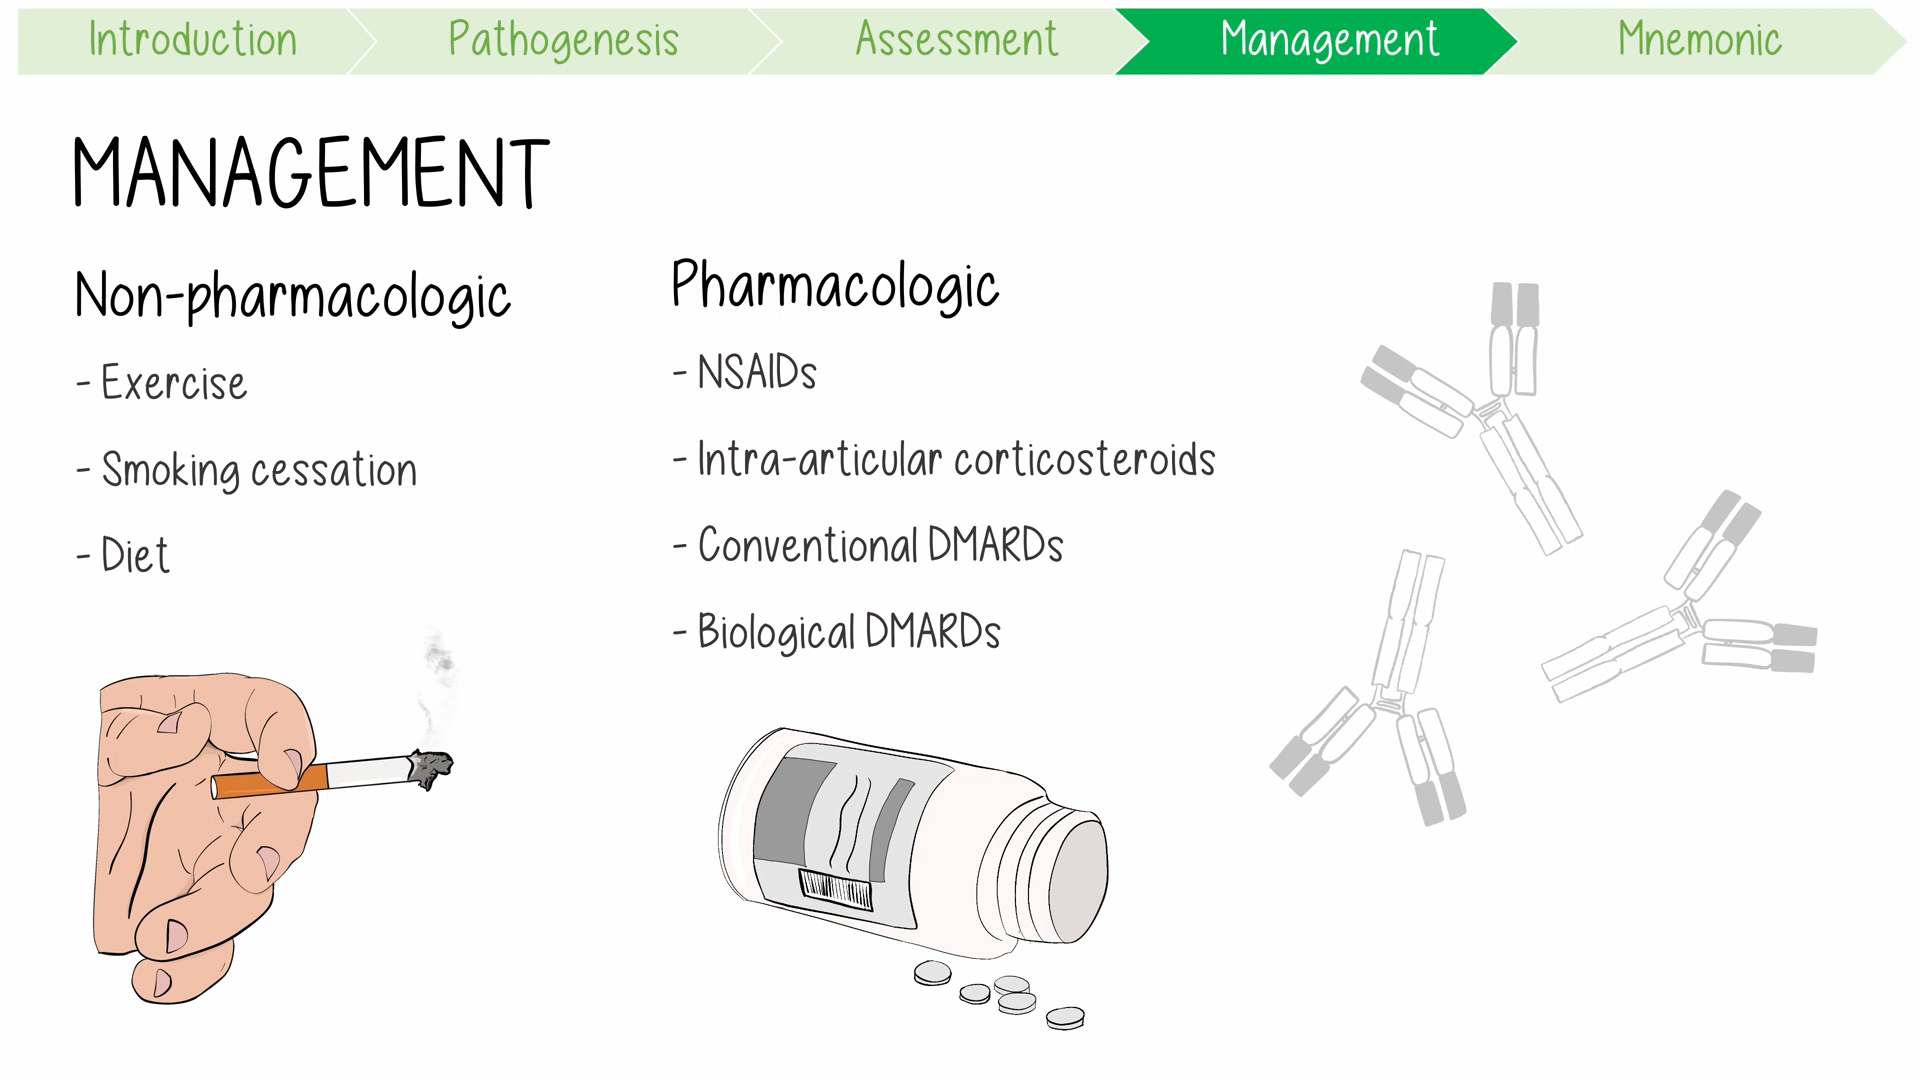 Introduction
Pathogenesis
Assessment
Management
Mnemonic
MANAGEMENT
Non-pharmacologic
- Exercise
- Smoking cessation
- Diet
Pharmacologic
- NSAIDs
- Intra-articular corticosteroids
- Conventional DMARDs
- Biological DMARDs